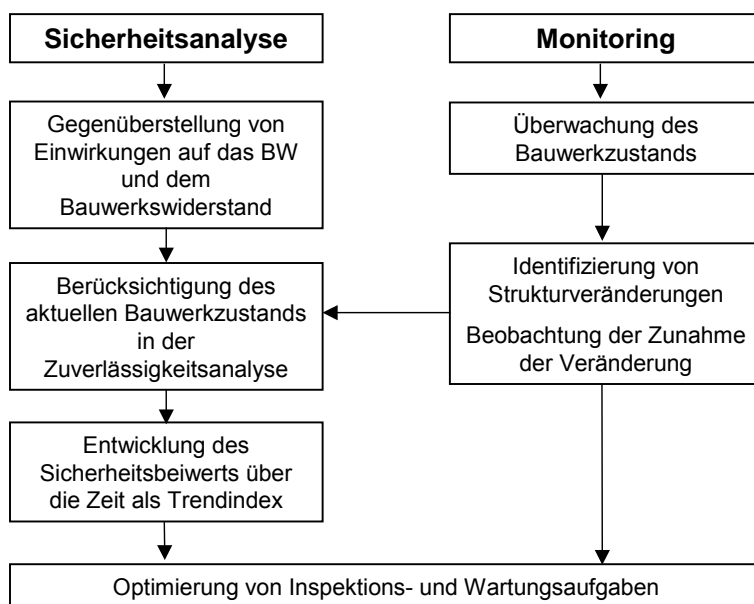 Sicherheitsanalyse
Gegenüberstellung von
Einwirkungen auf das BW
und dem
Bauwerkswiderstand
Berücksichtigung des
aktuellen Bauwerkzustands
in der
Zuverlässigkeitsanalyse
Entwicklung des
Sicherheitsbeiwerts über
die Zeit als Trendindex
Monitoring
Überwachung des
Bauwerkzustands
Identifizierung von
Strukturveränderungen
Beobachtung der Zunahme
der Veränderung
Optimierung von Inspektions- und Wartungsaufgaben